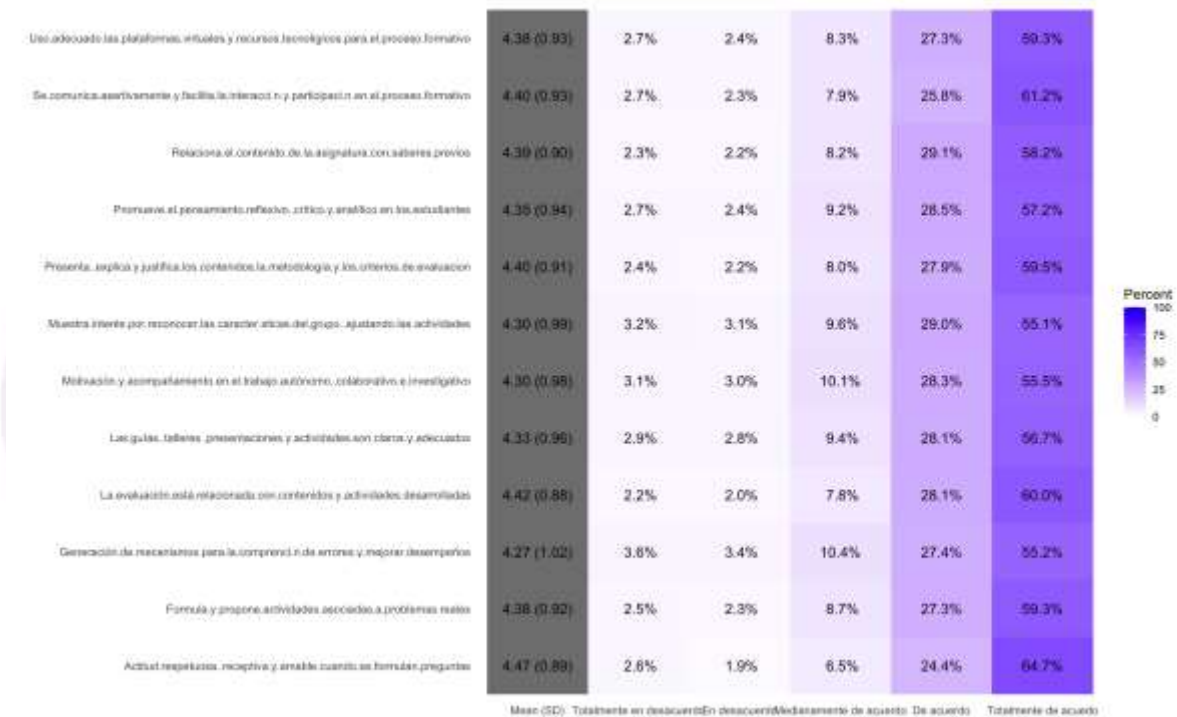 Uso.adecuado.las.plataformas.virtuales.y.recursos.tecnológicos.para.el.proceso.formativo 4.38 (0.93) 2.7% 2.4% 8.3% 27.3% 59.3%
Se.comunica.asertivamente.y.facilita.la.interacci.n.y.participaci.n.en.el.proceso.formativo 4.40 (0.93) 2.7% 2.3% 7.9% 25.8% 61.2%
Relaciona.el.contenido.de.la.asignatura.con.saberes.previos 4.39 (0.90) 2.3% 2.2% 8.2% 29.1% 58.2%
Promueve.el.pensamiento.reflexivo..crítico.y.analítico.en.los.estudiantes 4.35 (0.94) 2.7% 2.4% 9.2% 28.5% 57.2%
Presenta..explica.y.justifica.los.contenidos.la.metodología.y.los.criterios.de.evaluacion 4.40 (0.91) 2.4% 2.2% 8.0% 27.9% 59.5%
Muestra.interés.por.reconocer.las.caracter.sticas.del.grupo..ajustando.las.actividades 4.30 (0.99) 3.2% 3.1% 9.6% 29.0% 55.1%
Motivación.y.acompañamiento.en.el.trabajo.autónomo..colaborativo.e.investigativo 4.30 (0.98) 3.1% 3.0% 10.1% 28.3% 55.5%
Las.guías..talleres..presentaciones.y.actividades.son.claros.y.adecuados 4.33 (0.96) 2.9% 2.8% 9.4% 28.1% 56.7%
La.evaluación.está.relacionada.con.contenidos.y.actividades.desarrolladas 4.42 (0.88) 2.2% 2.0% 7.8% 28.1% 60.0%
Generación.de.mecanismos.para.la.comprenci.n.de.errores.y.mejorar.desempeños 4.27 (1.02) 3.6% 3.4% 10.4% 27.4% 55.2%
Formula.y.propone.actividades.asociadas.a.problemas.reales 4.38 (0.92) 2.5% 2.3% 8.7% 27.3% 59.3%
Actitud.respetuosa..receptiva.y.amable.cuando.se.formulan.preguntas 4.47 (0.89) 2.6% 1.9% 6.5% 24.4% 64.7%
Mean (SD) Totalmente en desacuerdo En desacuerdo Medianamente de acuerdo De acuerdo Totalmente de acuerdo
Percent
100
75
50
25
0